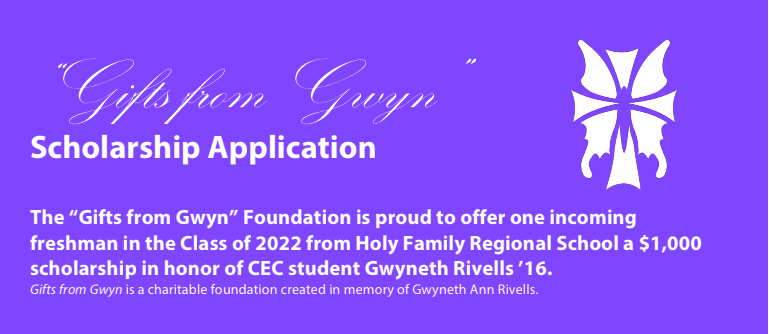 “Gifts from Gwyn ”
Scholarship Application
The “Gifts from Gwyn” Foundation is proud to offer one incoming
freshman in the Class of 2022 from Holy Family Regional School a $1,000
scholarship in honor of CEC student Gwyneth Rivells ’16.
Gifts from Gwyn is a charitable foundation created in memory of Gwyneth Ann Rivells.